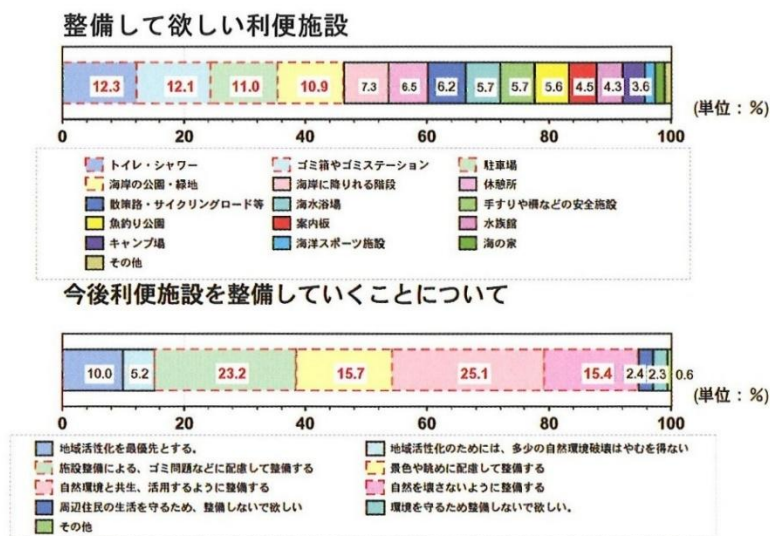 整備して欲しい利便施設
12.3 12.1 11.0 10.9 7.3 6.5 6.2 5.7 5.7 5.6 4.5 4.3 3.6
0 20 40 60 80 100 (単位：%)
トイレ・シャワー ゴミ箱やゴミステーション 駐車場
海岸の公園・緑地 海岸に降りれる階段 休憩所
散策路・サイクリングロード等 海水浴場 手すりや柵などの安全施設
魚釣り公園 案内板 水族館
キャンプ場 海洋スポーツ施設 海の家
その他
今後利便施設を整備していくことについて
10.0 5.2 23.2 15.7 25.1 15.4 2.4 2.3 0.6
0 20 40 60 80 100 (単位：%)
地域活性化を最優先とする。 地域活性化のためには、多少の自然環境破壊はやむを得ない
施設整備による、ゴミ問題などに配慮して整備する 景色や眺めに配慮して整備する
自然環境と共生、活用するように整備する 自然を壊さないように整備する
周辺住民の生活を守るため、整備しないで欲しい 環境を守るため整備しないで欲しい。
その他